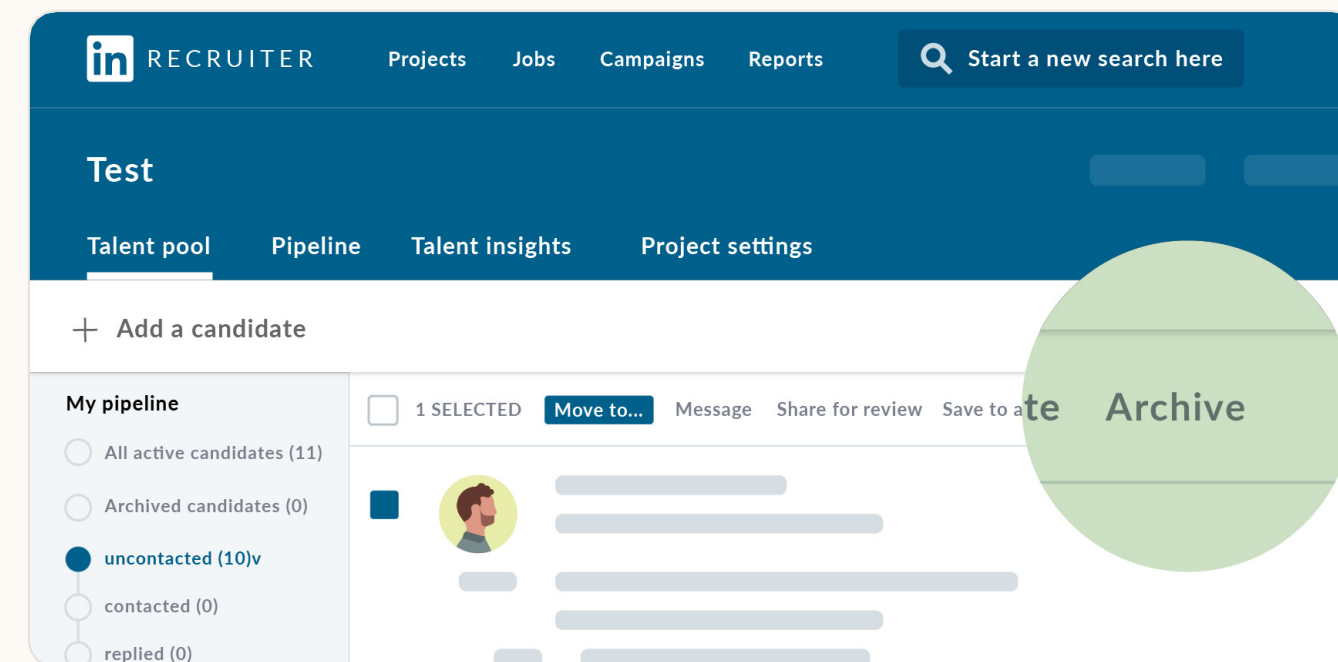 in RECRUITER Projects Jobs Campaigns Reports Start a new search here
Test
Talent pool Pipeline Talent insights Project settings
+ Add a candidate
My pipeline
1 SELECTED Move to... Message Share for review Save to a te Archive
All active candidates (11)
Archived candidates (0)
uncontacted (10)v
contacted (0)
replied (0)